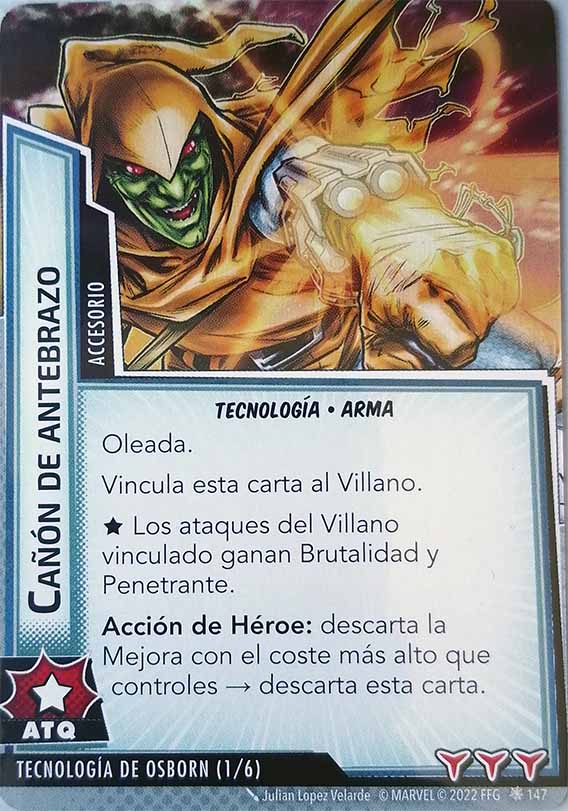 ACCESORIO
CAÑÓN DE ANTEBRAZO
TECNOLOGÍA • ARMA
Oleada.
Vincula esta carta al Villano.
★ Los ataques del Villano
vinculado ganan Brutalidad y
Penetrante.
Acción de Héroe: descarta la
Mejora con el coste más alto que
controles → descarta esta carta.
ATQ
TECNOLOGÍA DE OSBORN (1/6)
Julian Lopez Velarde © MARVEL © 2022 FFG 147